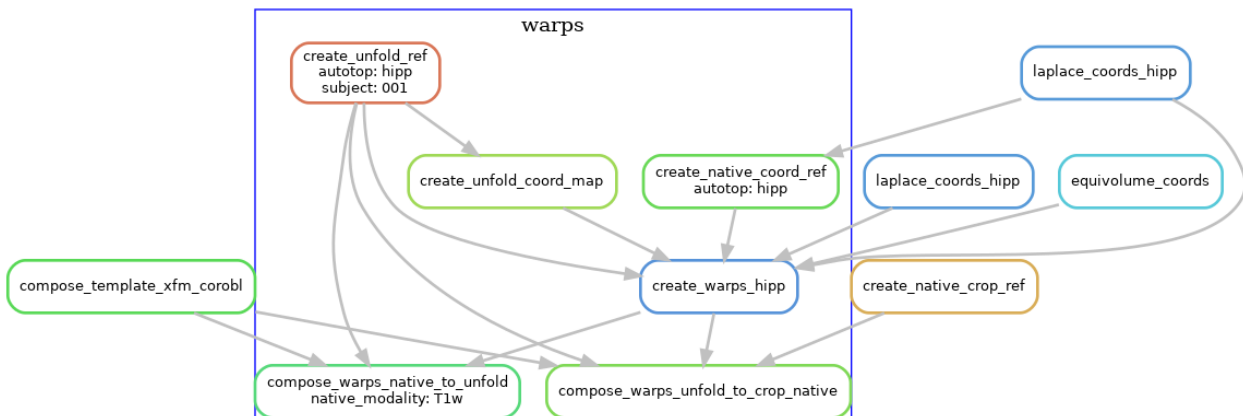 warps
create_unfold_ref
autotop: hipp
subject: 001
laplace_coords_hipp
create_unfold_coord_map
create_native_coord_ref
autotop: hipp
laplace_coords_hipp
equivolume_coords
compose_template_xfm_corobl
create_warps_hipp
create_native_crop_ref
compose_warps_native_to_unfold
native_modality: T1w
compose_warps_unfold_to_crop_native